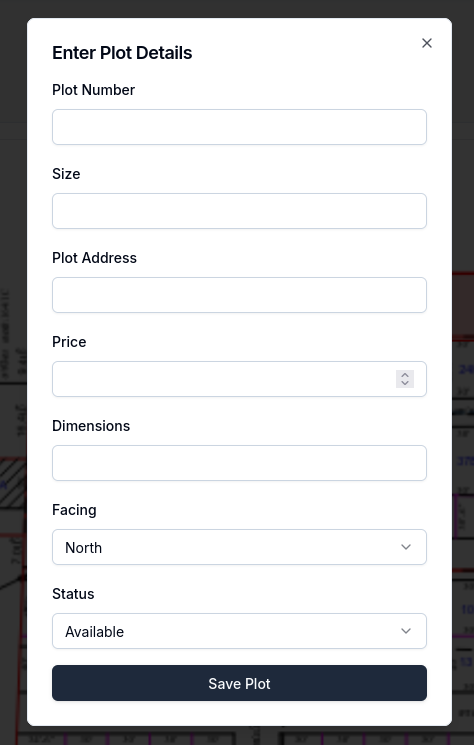 Enter Plot Details
Plot Number
Size
Plot Address
Price
Dimensions
Facing
North
Status
Available
Save Plot